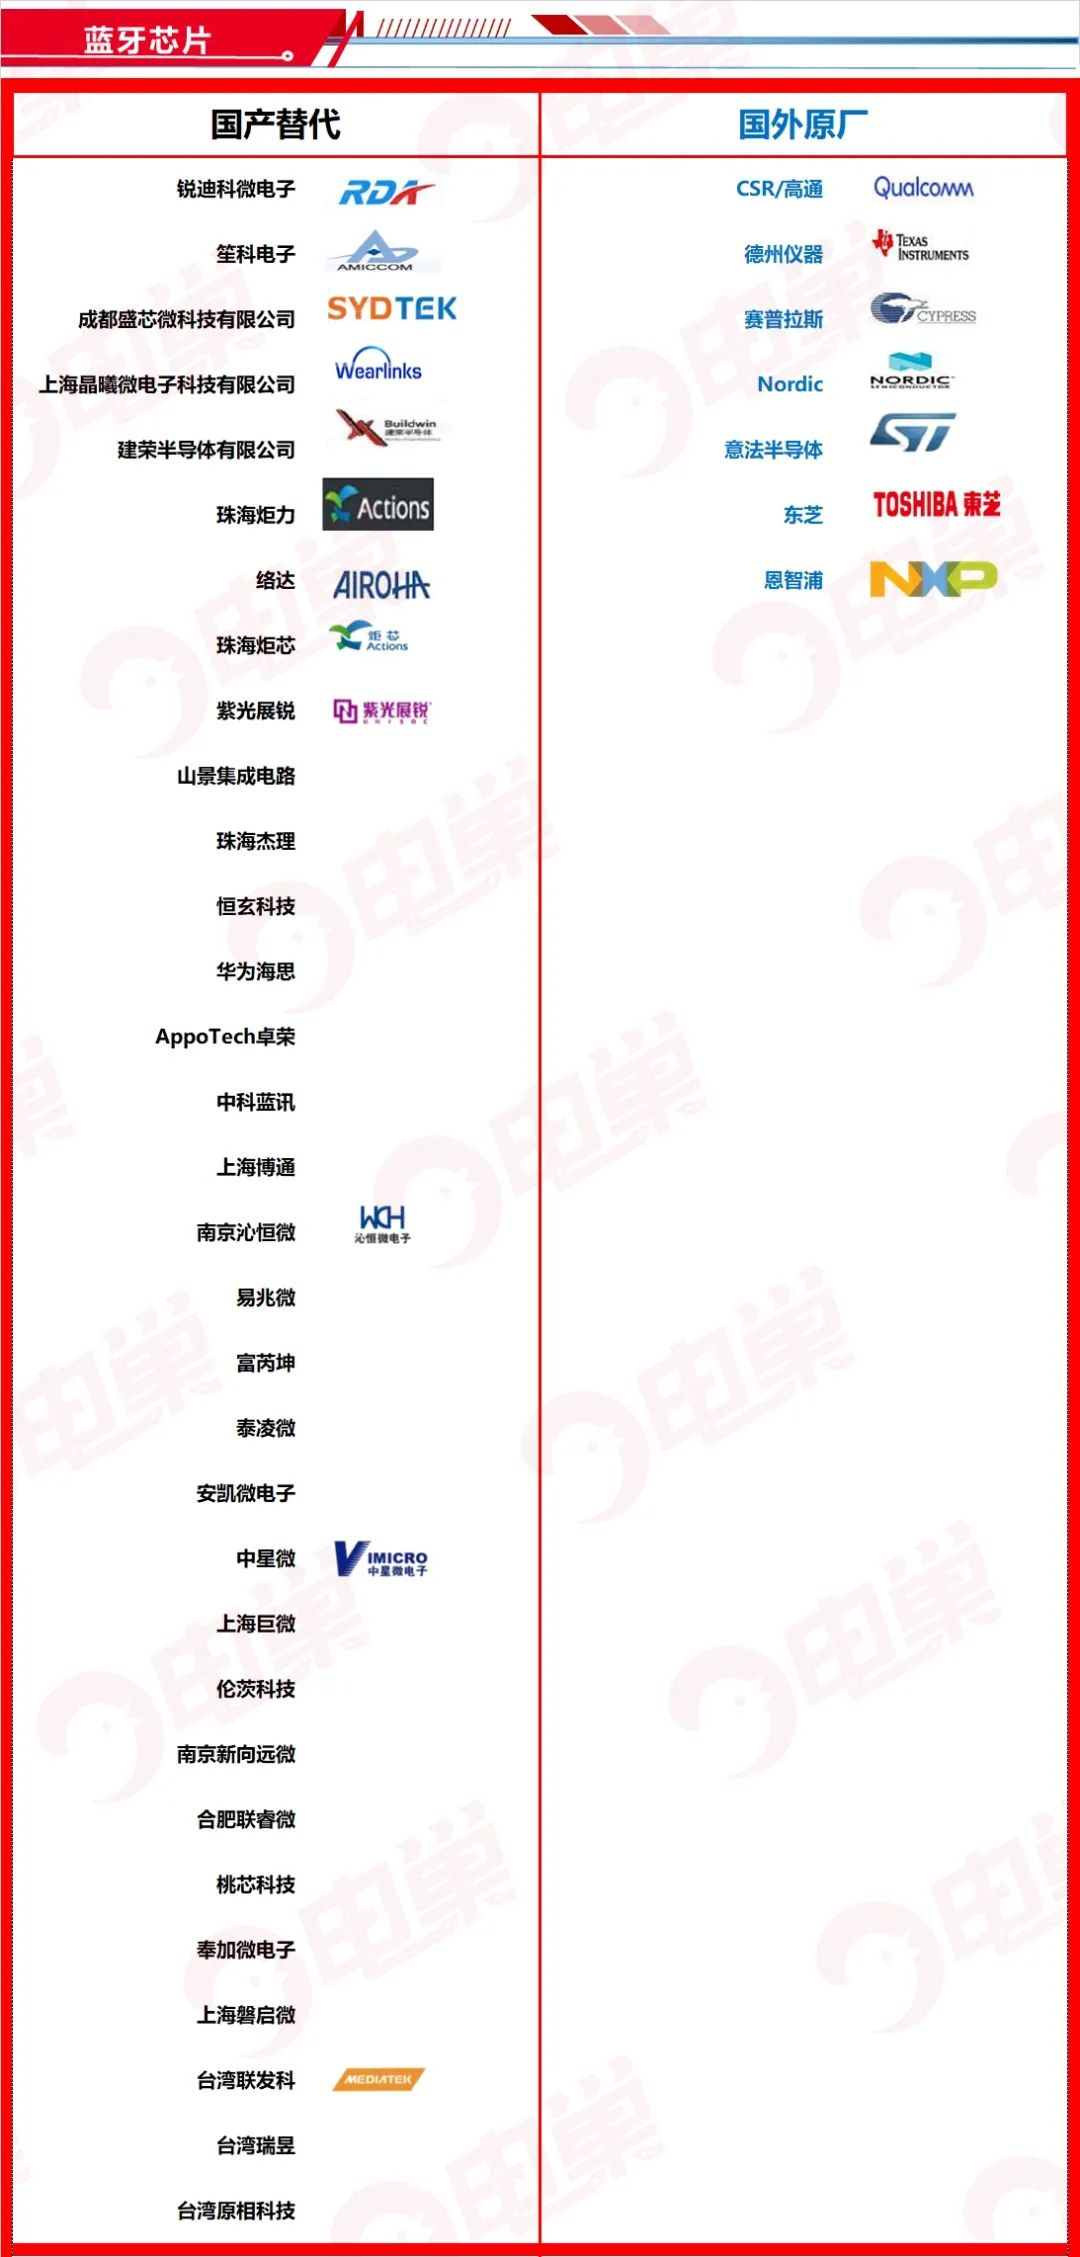 蓝牙芯片
国产替代 国外原厂
锐迪科微电子 RDA CSR/高通 Qualcomm
笙科电子 AMICCOM 德州仪器 TEXAS INSTRUMENTS
成都盛芯微科技有限公司 SYDTEK 赛普拉斯 CYPRESS
上海晶曦微电子科技有限公司 Wearlinks Nordic NORDIC SEMICONDUCTOR
建荣半导体有限公司 Buildwin 建荣半导体 意法半导体 ST
珠海炬力 Actions 东芝 TOSHIBA 東芝
络达 AIROHA 恩智浦 NXP
珠海炬芯 炬芯 Actions
紫光展锐 紫光展锐 UNISOC
山景集成电路
珠海杰理
恒玄科技
华为海思
AppoTech卓荣
中科蓝讯
上海博通
南京沁恒微 WCH 沁恒微电子
易兆微
富芮坤
泰凌微
安凯微电子
中星微 VIMICRO 中星微电子
上海巨微
伦茨科技
南京新向远微
合肥联睿微
桃芯科技
奉加微电子
上海磐启微
台湾联发科 MEDIATEK
台湾瑞昱
台湾原相科技
电巢